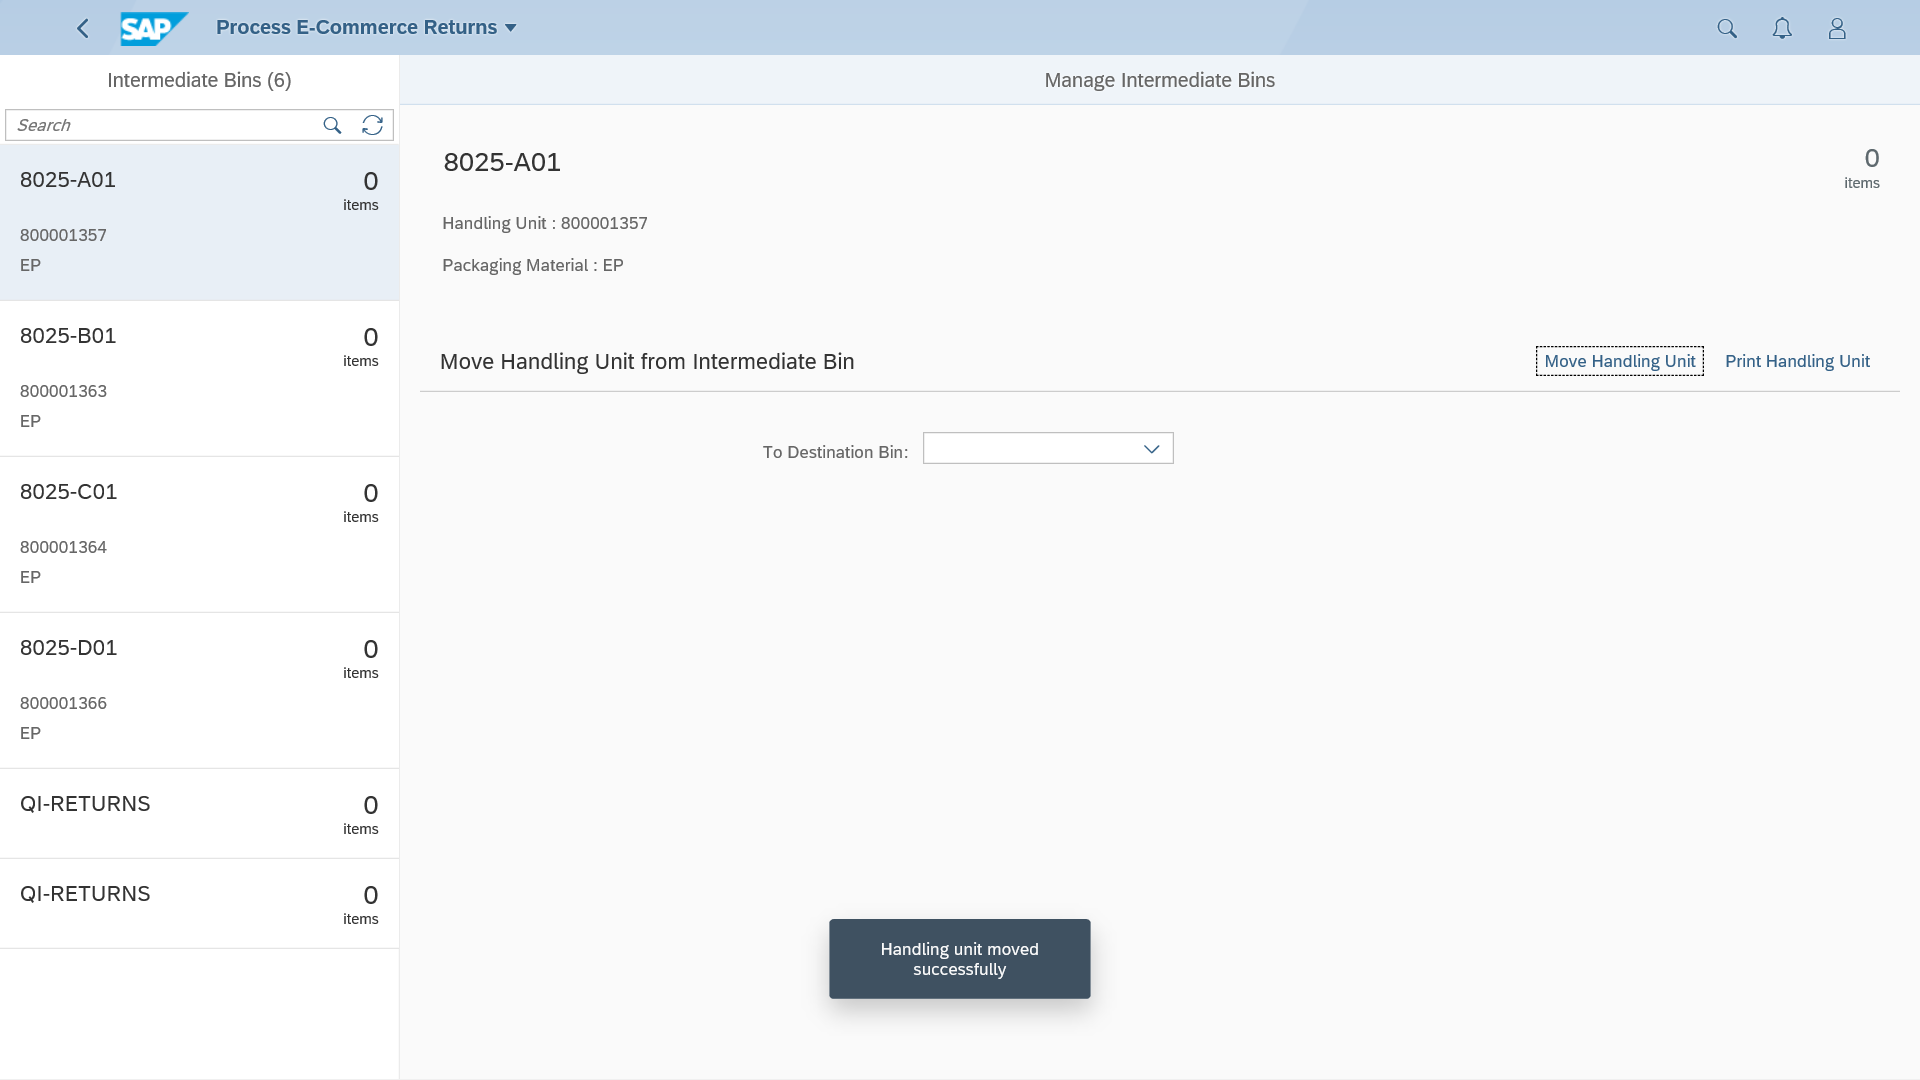 SAP
Process E-Commerce Returns
Intermediate Bins (6)
Search
8025-A01
0
items
800001357
EP
8025-B01
0
items
800001363
EP
8025-C01
0
items
800001364
EP
8025-D01
0
items
800001366
EP
QI-RETURNS
0
items
QI-RETURNS
0
items
Manage Intermediate Bins
8025-A01
0
items
Handling Unit : 800001357
Packaging Material : EP
Move Handling Unit from Intermediate Bin
Move Handling Unit
Print Handling Unit
To Destination Bin:
Handling unit moved
successfully